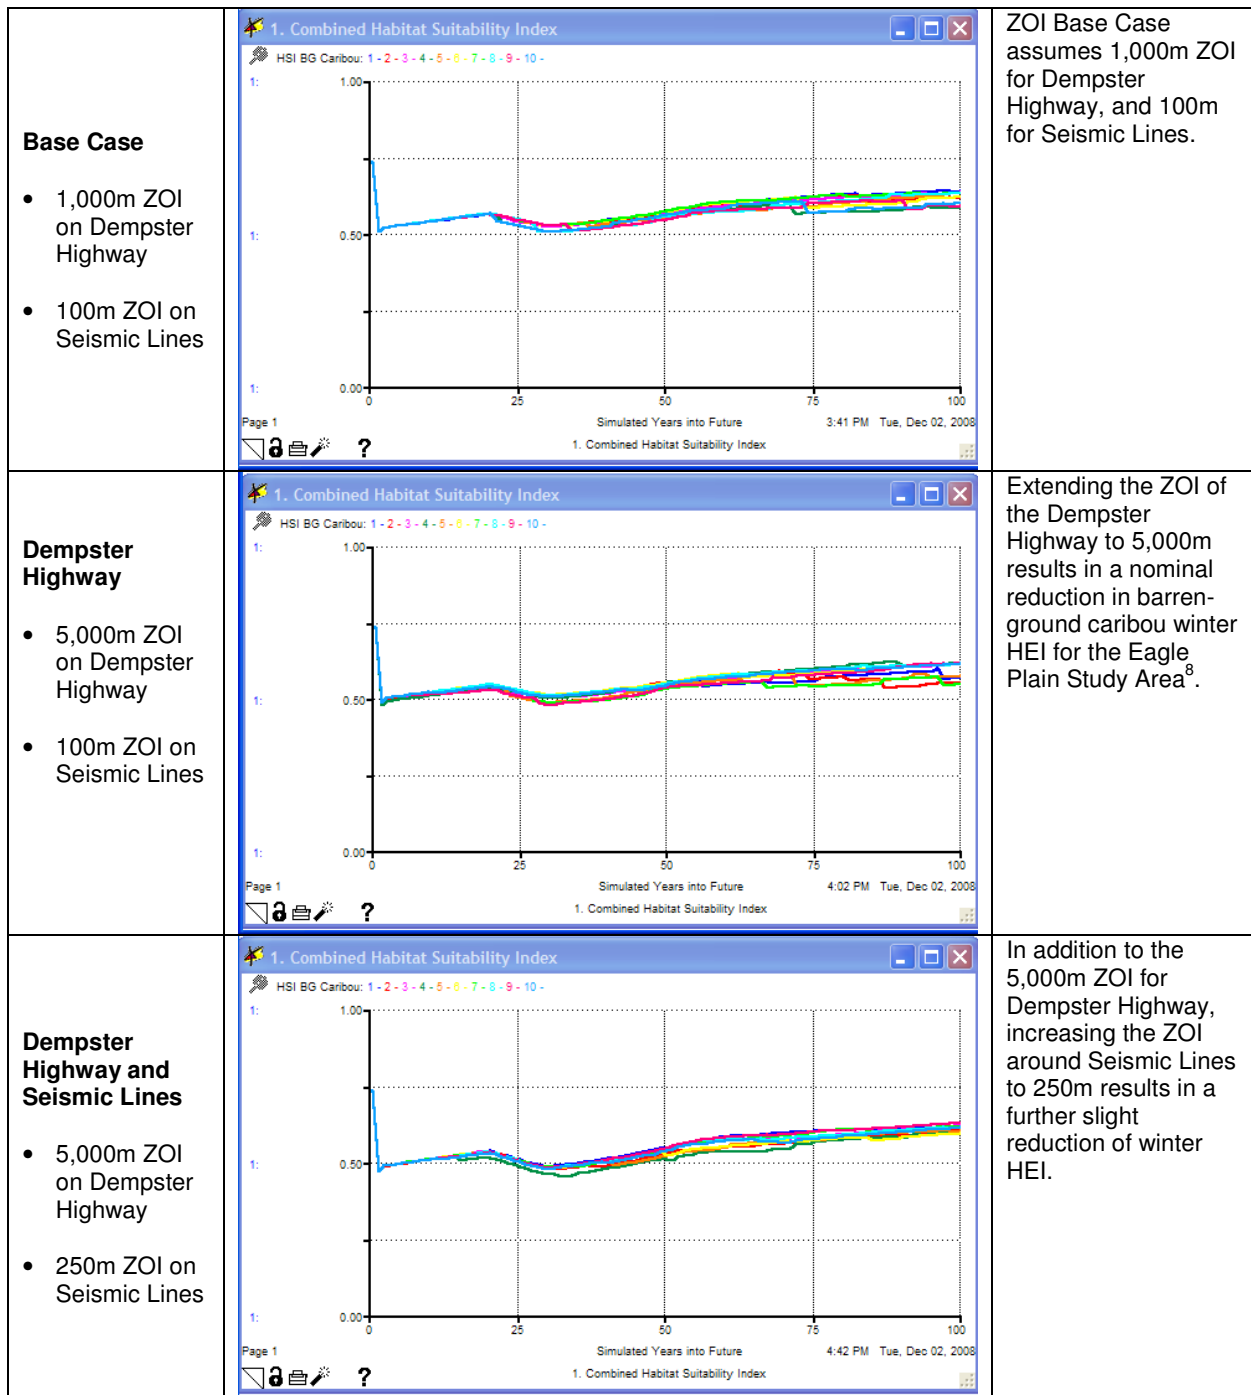 Base Case
• 1,000m ZOI
on Dempster
Highway
• 100m ZOI on
Seismic Lines
1. Combined Habitat Suitability Index
HSI BG Caribou: 1 - 2 - 3 - 4 - 5 - 6 - 7 - 8 - 9 - 10 -
1:
1.00
1:
0.50
1:
0.00
0
25
50
75
100
Page 1
Simulated Years into Future
3:41 PM Tue, Dec 02, 2008
?
1. Combined Habitat Suitability Index
ZOI Base Case
assumes 1,000m ZOI
for Dempster
Highway, and 100m
for Seismic Lines.
Dempster
Highway
• 5,000m ZOI
on Dempster
Highway
• 100m ZOI on
Seismic Lines
1. Combined Habitat Suitability Index
HSI BG Caribou: 1 - 2 - 3 - 4 - 5 - 6 - 7 - 8 - 9 - 10 -
1:
1.00
1:
0.50
1:
0.00
0
25
50
75
100
Page 1
Simulated Years into Future
4:02 PM Tue, Dec 02, 2008
?
1. Combined Habitat Suitability Index
Extending the ZOI of
the Dempster
Highway to 5,000m
results in a nominal
reduction in barren-
ground caribou winter
HEI for the Eagle
Plain Study Area8.
Dempster
Highway and
Seismic Lines
• 5,000m ZOI
on Dempster
Highway
• 250m ZOI on
Seismic Lines
1. Combined Habitat Suitability Index
HSI BG Caribou: 1 - 2 - 3 - 4 - 5 - 6 - 7 - 8 - 9 - 10 -
1:
1.00
1:
0.50
1:
0.00
0
25
50
75
100
Page 1
Simulated Years into Future
4:42 PM Tue, Dec 02, 2008
?
1. Combined Habitat Suitability Index
In addition to the
5,000m ZOI for
Dempster Highway,
increasing the ZOI
around Seismic Lines
to 250m results in a
further slight
reduction of winter
HEI.